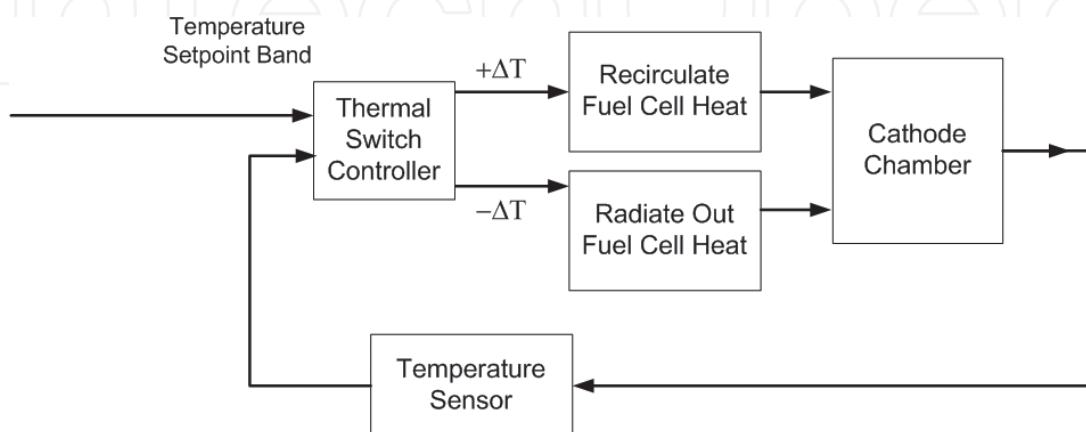 Temperature
Setpoint Band
Thermal
Switch
Controller
+ΔT
−ΔT
Recirculate
Fuel Cell Heat
Radiate Out
Fuel Cell Heat
Cathode
Chamber
Temperature
Sensor